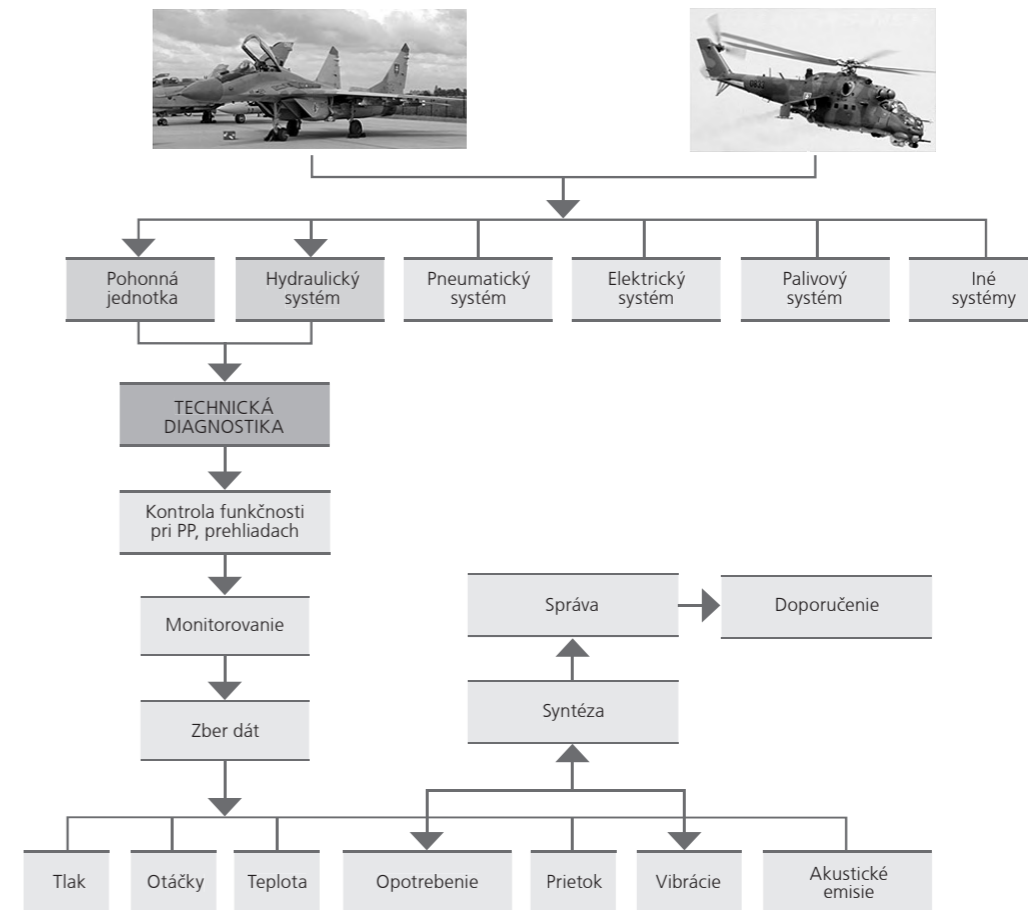 0822
Pohonná
jednotka
Hydraulický
systém
Pneumatický
systém
Elektrický
systém
Palivový
systém
Iné
systémy
TECHNICKÁ
DIAGNOSTIKA
Kontrola funkčnosti
pri PP, prehliadach
Monitorovanie
Zber dát
Správa
Doporučenie
Syntéza
Tlak
Otáčky
Teplota
Opotrebenie
Prietok
Vibrácie
Akustické
emisie